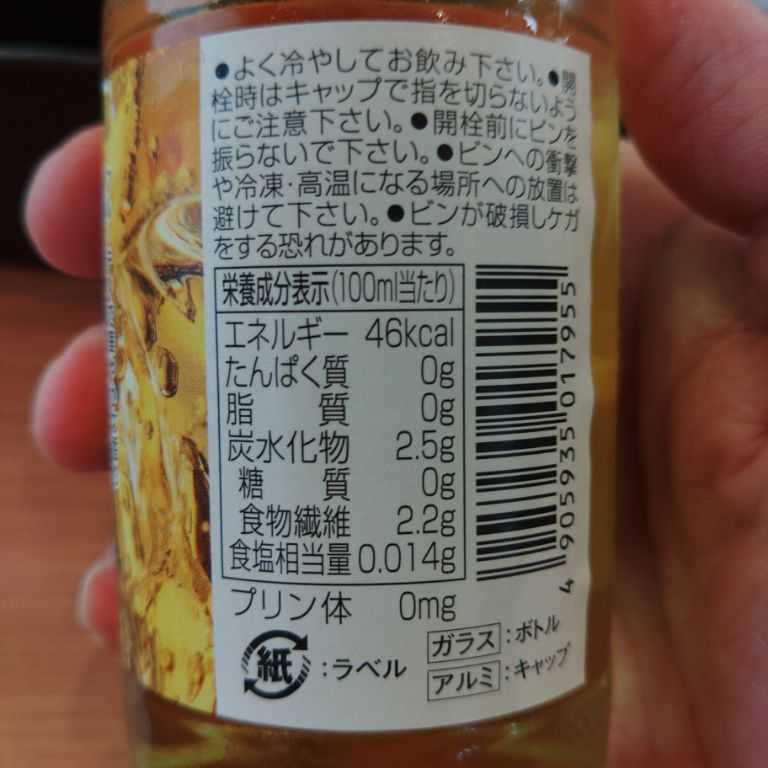 ●よく冷やしてお飲み下さい。●開
栓時はキャップで指を切らないよう
にご注意下さい。●開栓前にビンを
振らないで下さい。●ビンへの衝撃
や冷凍・高温になる場所への放置は
避けて下さい。●ビンが破損しケガ
をする恐れがあります。
栄養成分表示(100ml当たり)
エネルギー 46kcal
たんぱく質 0g
脂質 0g
炭水化物 2.5g
糖質 0g
食物繊維 2.2g
食塩相当量 0.014g
プリン体 0mg
紙:ラベル
ガラス:ボトル
アルミ:キャップ
4 905935 017955